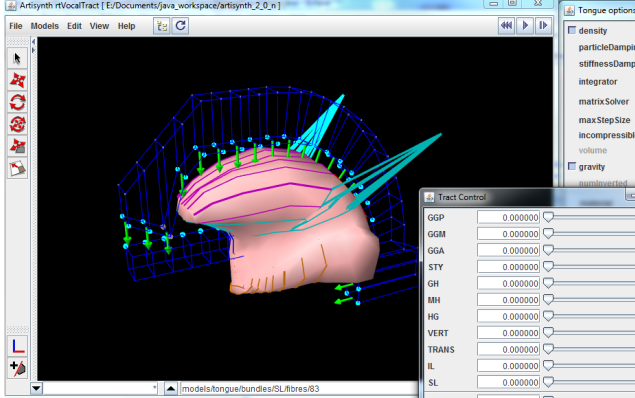 Artisynth rtVocalTract [ E:/Documents/java_workspace/artisynth_2_0_n ]
File Models Edit View Help
models/tongue/bundles/SL/fibres/83
Tongue options
density
particleDampin
stiffnessDamp
integrator
matrixSolver
maxStepSize
incompressibl
volume
gravity
numInverted
Tract Control
GGP 0.000000
GGM 0.000000
GGA 0.000000
STY 0.000000
GH 0.000000
MH 0.000000
HG 0.000000
VERT 0.000000
TRANS 0.000000
IL 0.000000
SL 0.000000